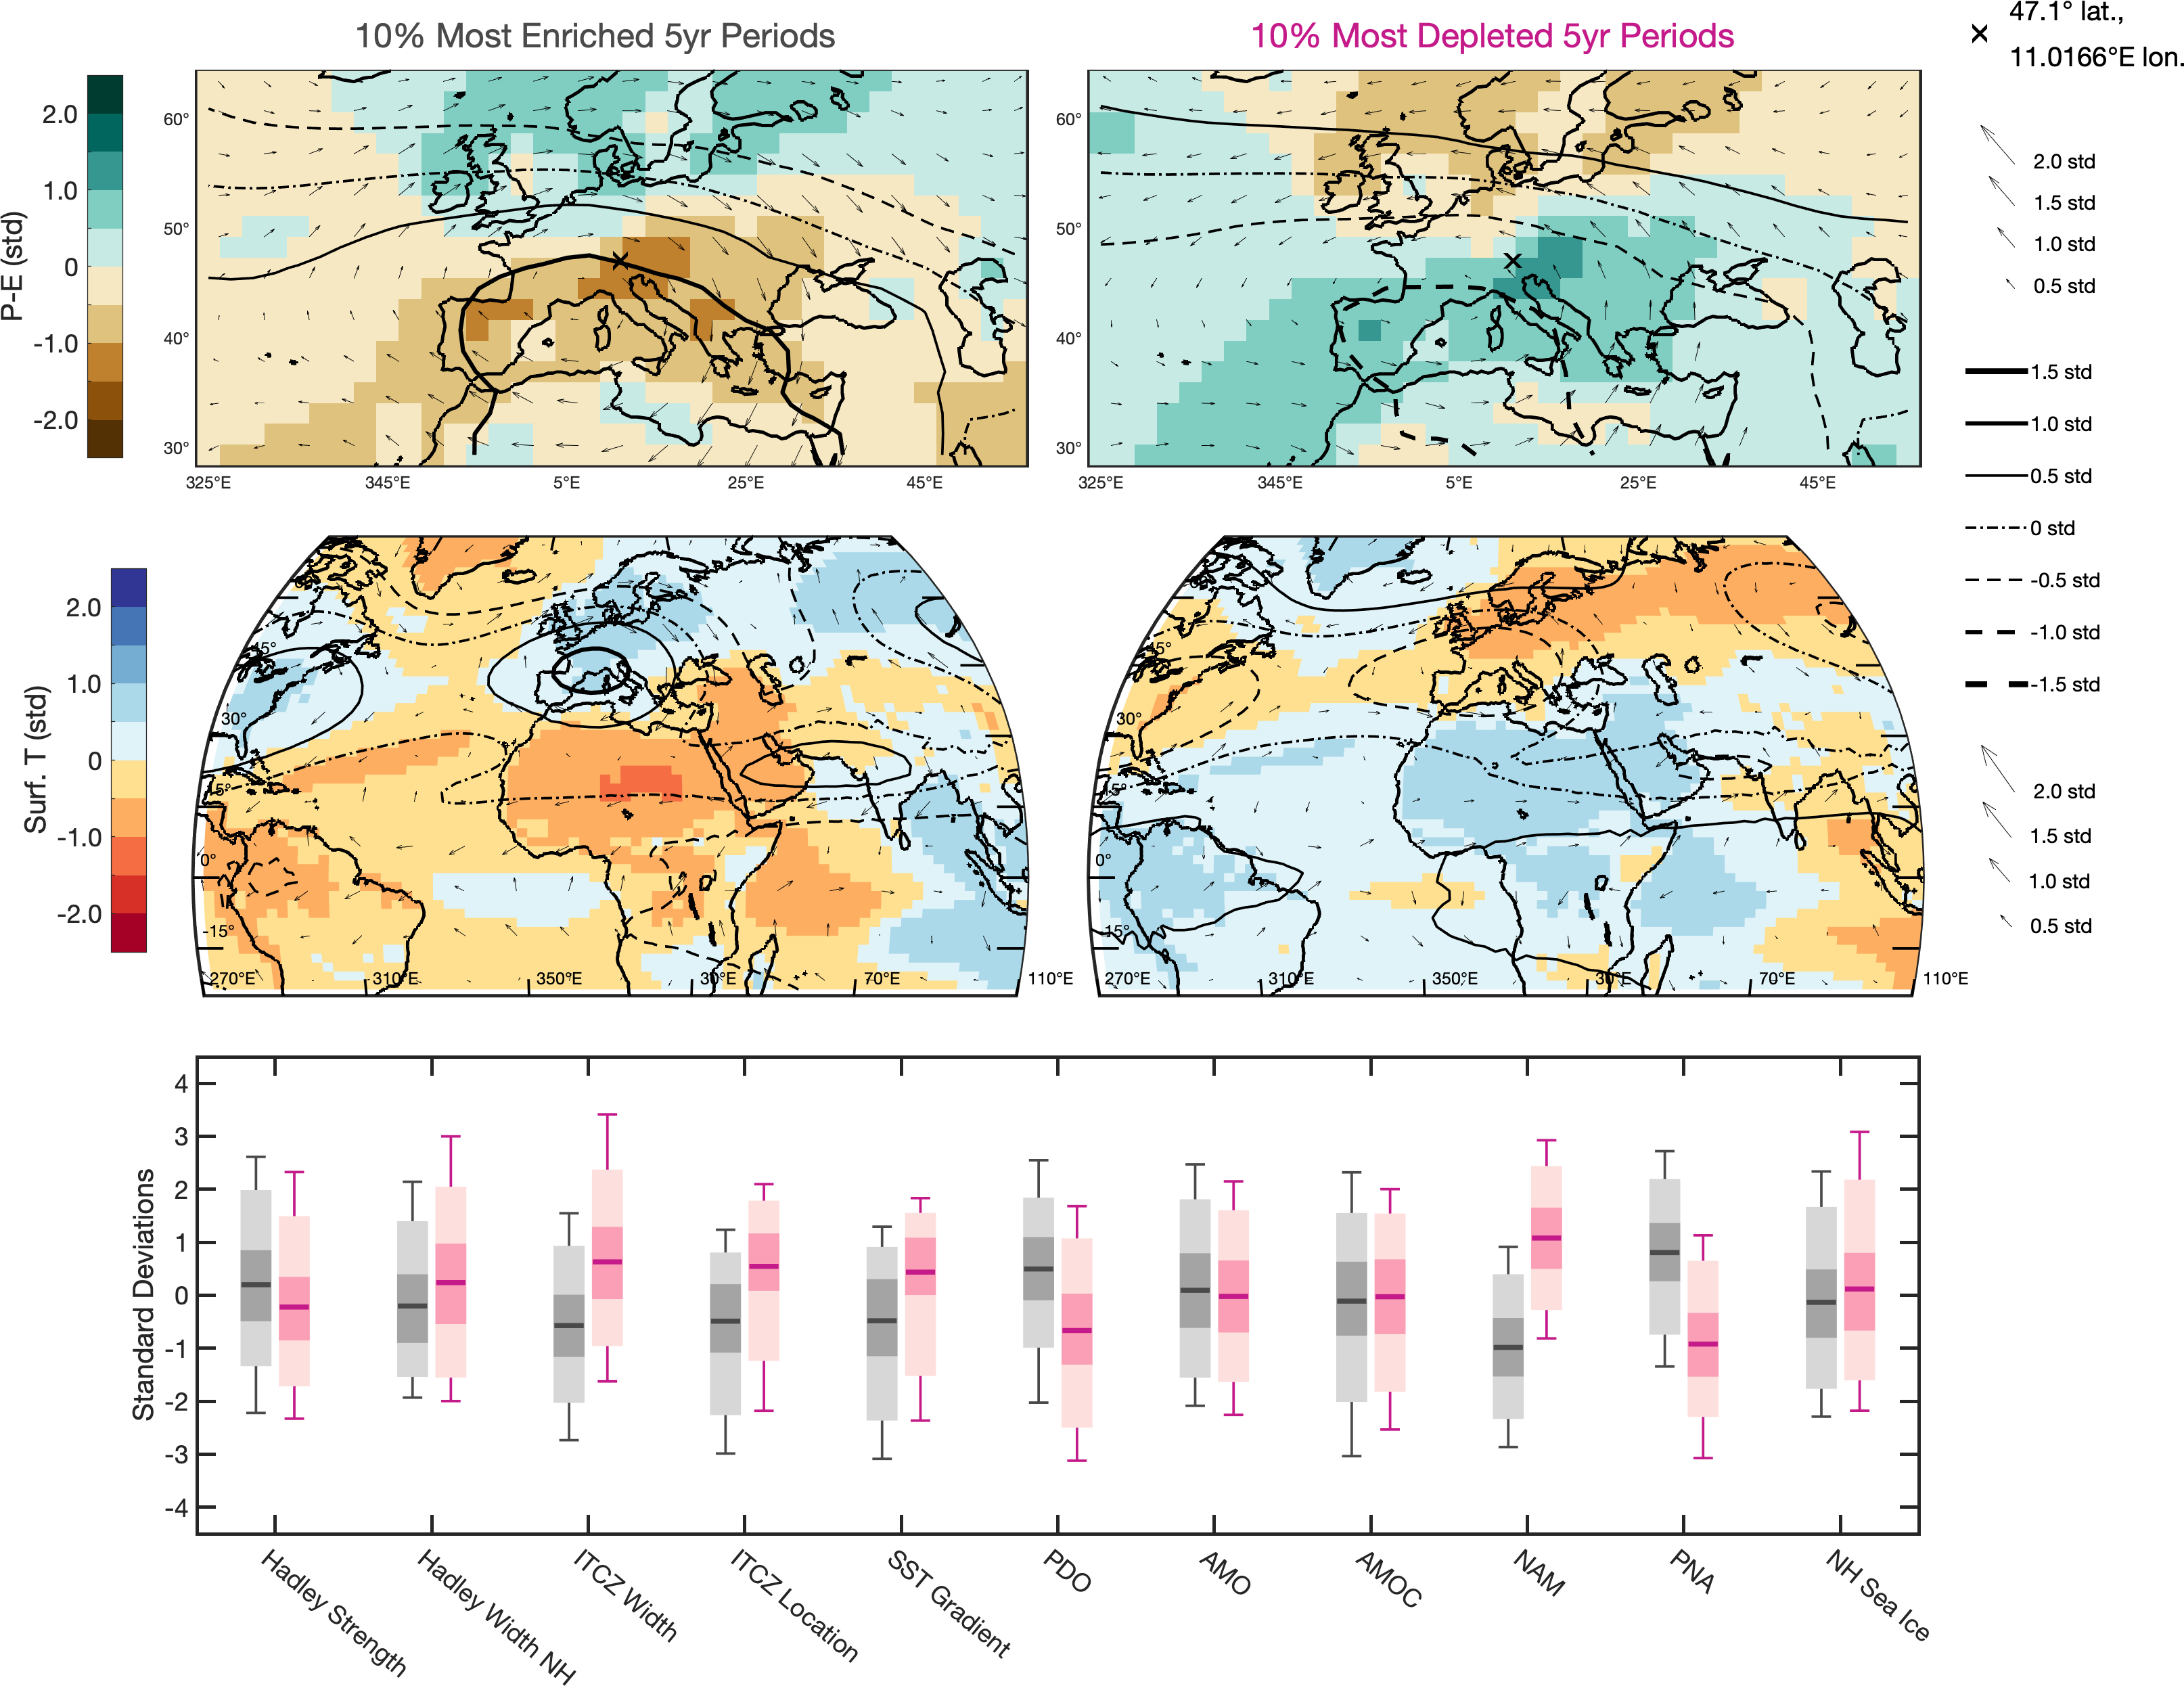 10% Most Enriched 5yr Periods
10% Most Depleted 5yr Periods
47.1° lat.,
11.0166°E lon.
P-E (std)
2.0
1.0
0
-1.0
-2.0
60°
50°
40°
30°
325°E
345°E
5°E
25°E
45°E
60°
50°
40°
30°
325°E
345°E
5°E
25°E
45°E
2.0 std
1.5 std
1.0 std
0.5 std
1.5 std
1.0 std
0.5 std
0 std
-0.5 std
-1.0 std
-1.5 std
Surf. T (std)
2.0
1.0
0
-1.0
-2.0
45°
30°
15°
0°
-15°
270°E
310°E
350°E
30°E
70°E
110°E
45°
30°
15°
0°
-15°
270°E
310°E
350°E
30°E
70°E
110°E
2.0 std
1.5 std
1.0 std
0.5 std
Standard Deviations
4
3
2
1
0
-1
-2
-3
-4
Hadley Strength
Hadley Width NH
ITCZ Width
ITCZ Location
SST Gradient
PDO
AMO
AMOC
NAM
PNA
NH Sea Ice